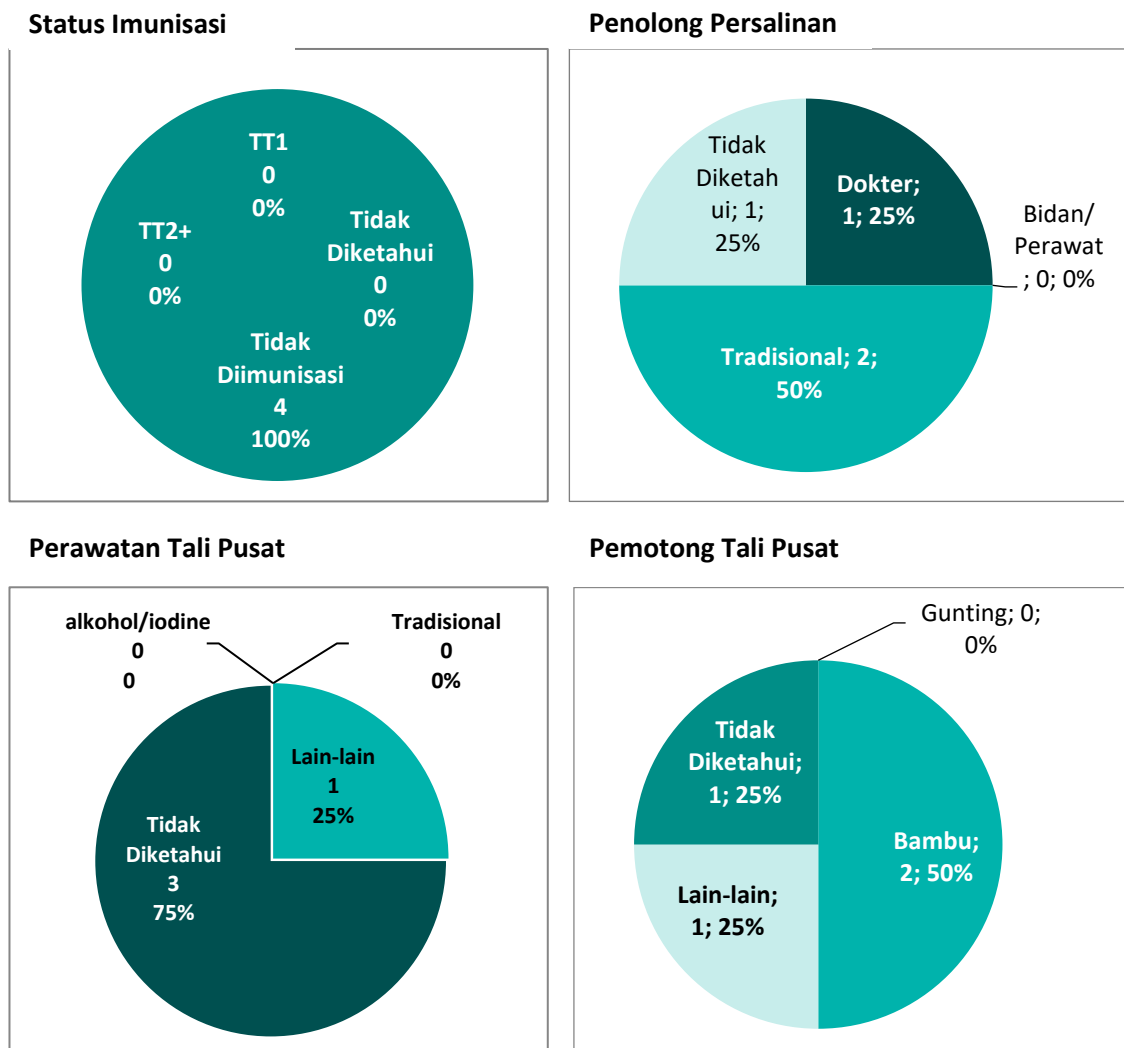 Status Imunisasi
TT1
0
0%
TT2+
0
0%
Tidak
Diketahui
0
0%
Tidak
Diimunisasi
4
100%
Penolong Persalinan
Tidak
Diketah
ui; 1;
25%
Dokter;
1; 25%
Bidan/
Perawat
; 0; 0%
Tradisional; 2;
50%
Perawatan Tali Pusat
alkohol/iodine
0
0
Tradisional
0
0%
Lain-lain
1
25%
Tidak
Diketahui
3
75%
Pemotong Tali Pusat
Gunting; 0;
0%
Tidak
Diketahui;
1; 25%
Bambu;
2; 50%
Lain-lain;
1; 25%